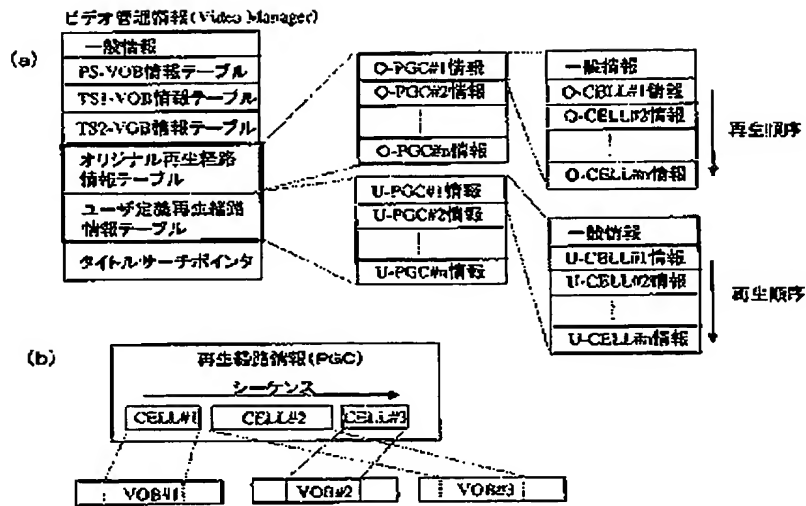 ビデオ管理情報(Video Manager)
(a)
一般情報
PS-VOB情報テーブル
TS1-VOB情報テーブル
TS2-VOB情報テーブル
オリジナル再生経路
情報テーブル
ユーザ定義再生経路
情報テーブル
タイトルサーチポインタ
O-PGC#1情報
O-PGC#2情報
O-PGC#n情報
U-PGC#1情報
U-PGC#2情報
U-PGC#n情報
一般情報
O-CELL#1情報
O-CELL#2情報
O-CELL#m情報
再生順序
一般情報
U-CELL#1情報
U-CELL#2情報
U-CELL#m情報
再生順序
(b)
再生経路情報(PGC)
シーケンス
CELL#1
CELL#2
CELL#3
VOB#1
VOB#2
VOB#3